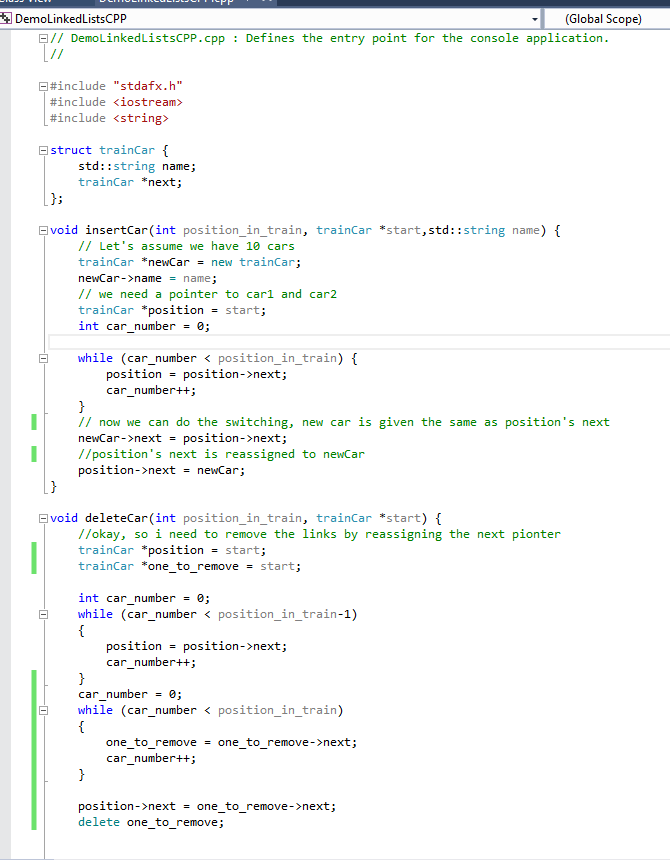 DemoLinkedListsCPP (Global Scope)
// DemoLinkedListsCPP.cpp : Defines the entry point for the console application.
//
#include "stdafx.h"
#include <iostream>
#include <string>
struct trainCar {
std::string name;
trainCar *next;
};
void insertCar(int position_in_train, trainCar *start,std::string name) {
// Let's assume we have 10 cars
trainCar *newCar = new trainCar;
newCar->name = name;
// we need a pointer to car1 and car2
trainCar *position = start;
int car_number = 0;
while (car_number < position_in_train) {
position = position->next;
car_number++;
}
// now we can do the switching, new car is given the same as position's next
newCar->next = position->next;
//position's next is reassigned to newCar
position->next = newCar;
}
void deleteCar(int position_in_train, trainCar *start) {
//okay, so i need to remove the links by reassigning the next pionter
trainCar *position = start;
trainCar *one_to_remove = start;
int car_number = 0;
while (car_number < position_in_train-1)
{
position = position->next;
car_number++;
}
car_number = 0;
while (car_number < position_in_train)
{
one_to_remove = one_to_remove->next;
car_number++;
}
position->next = one_to_remove->next;
delete one_to_remove;